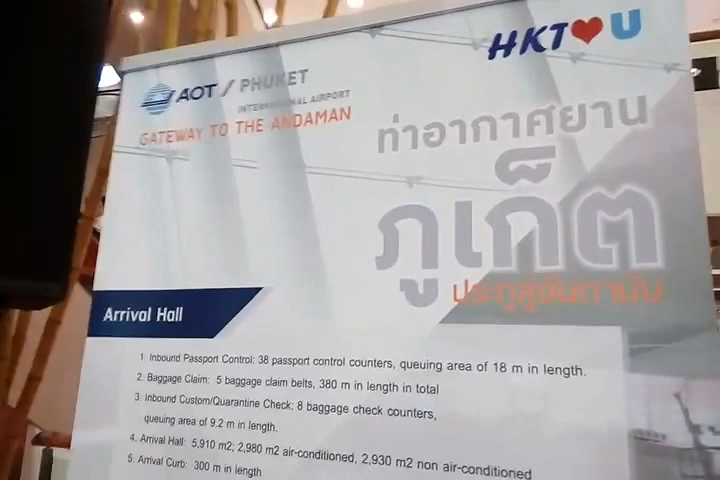 HKT❤U
AOT / PHUKET
INTERNATIONAL AIRPORT
GATEWAY TO THE ANDAMAN
ท่าอากาศยาน
ภูเก็ต
ประตูสู่อันดามัน
Arrival Hall
1. Inbound Passport Control: 38 passport control counters, queuing area of 18 m in length.
2. Baggage Claim: 5 baggage claim belts, 380 m in length in total
3. Inbound Custom/Quarantine Check: 8 baggage check counters,
queuing area of 9.2 m in length.
4. Arrival Hall: 5,910 m2, 2,980 m2 air-conditioned, 2,930 m2 non air-conditioned
5. Arrival Curb: 300 m in length